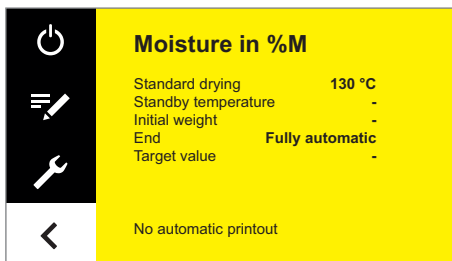 Moisture in %M
Standard drying 130 °C
Standby temperature -
Initial weight -
End Fully automatic
Target value -
No automatic printout